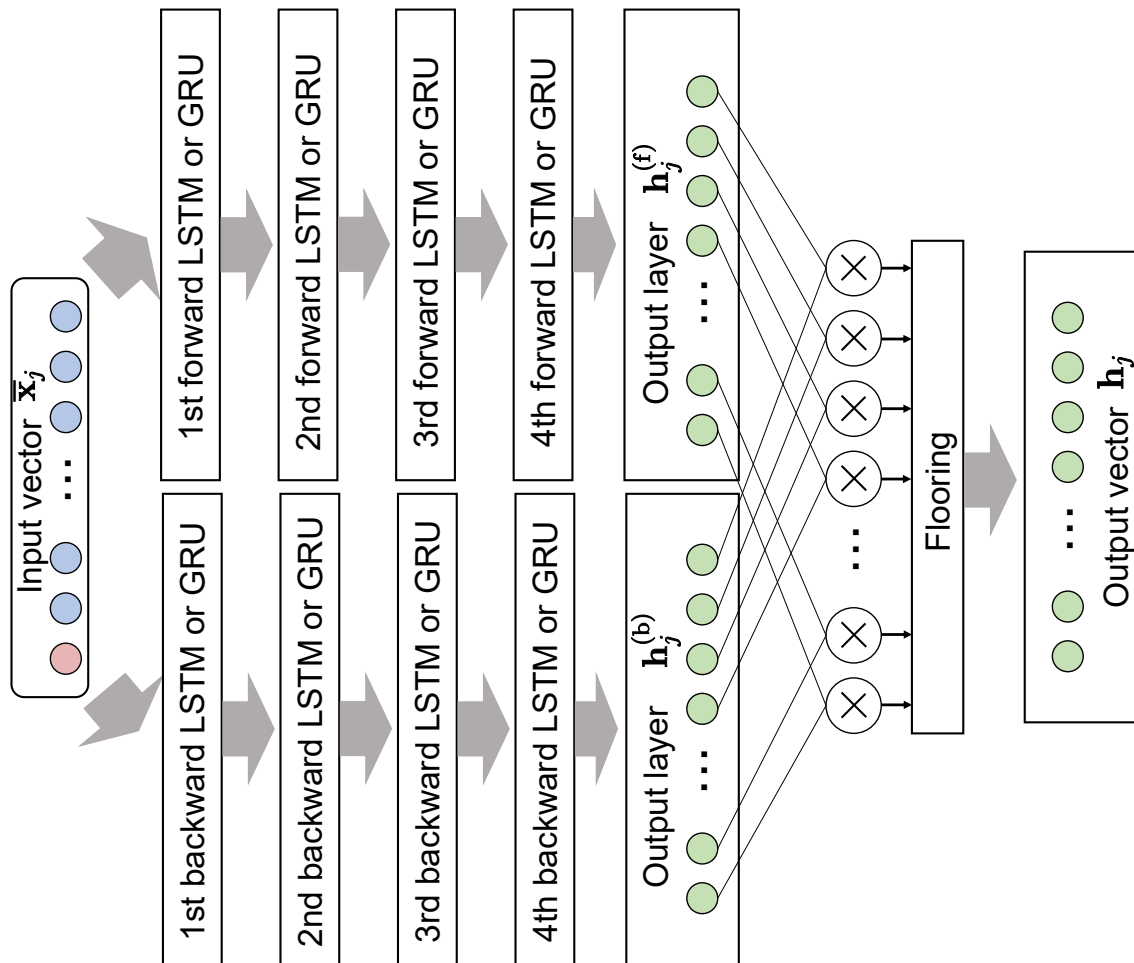 Input vector x̄_j
...
1st backward LSTM or GRU
1st forward LSTM or GRU
2nd backward LSTM or GRU
2nd forward LSTM or GRU
3rd backward LSTM or GRU
3rd forward LSTM or GRU
4th backward LSTM or GRU
4th forward LSTM or GRU
Output layer h_j^(b)
...
Output layer h_j^(f)
...
× × ... × × × ×
Flooring
...
Output vector h_j